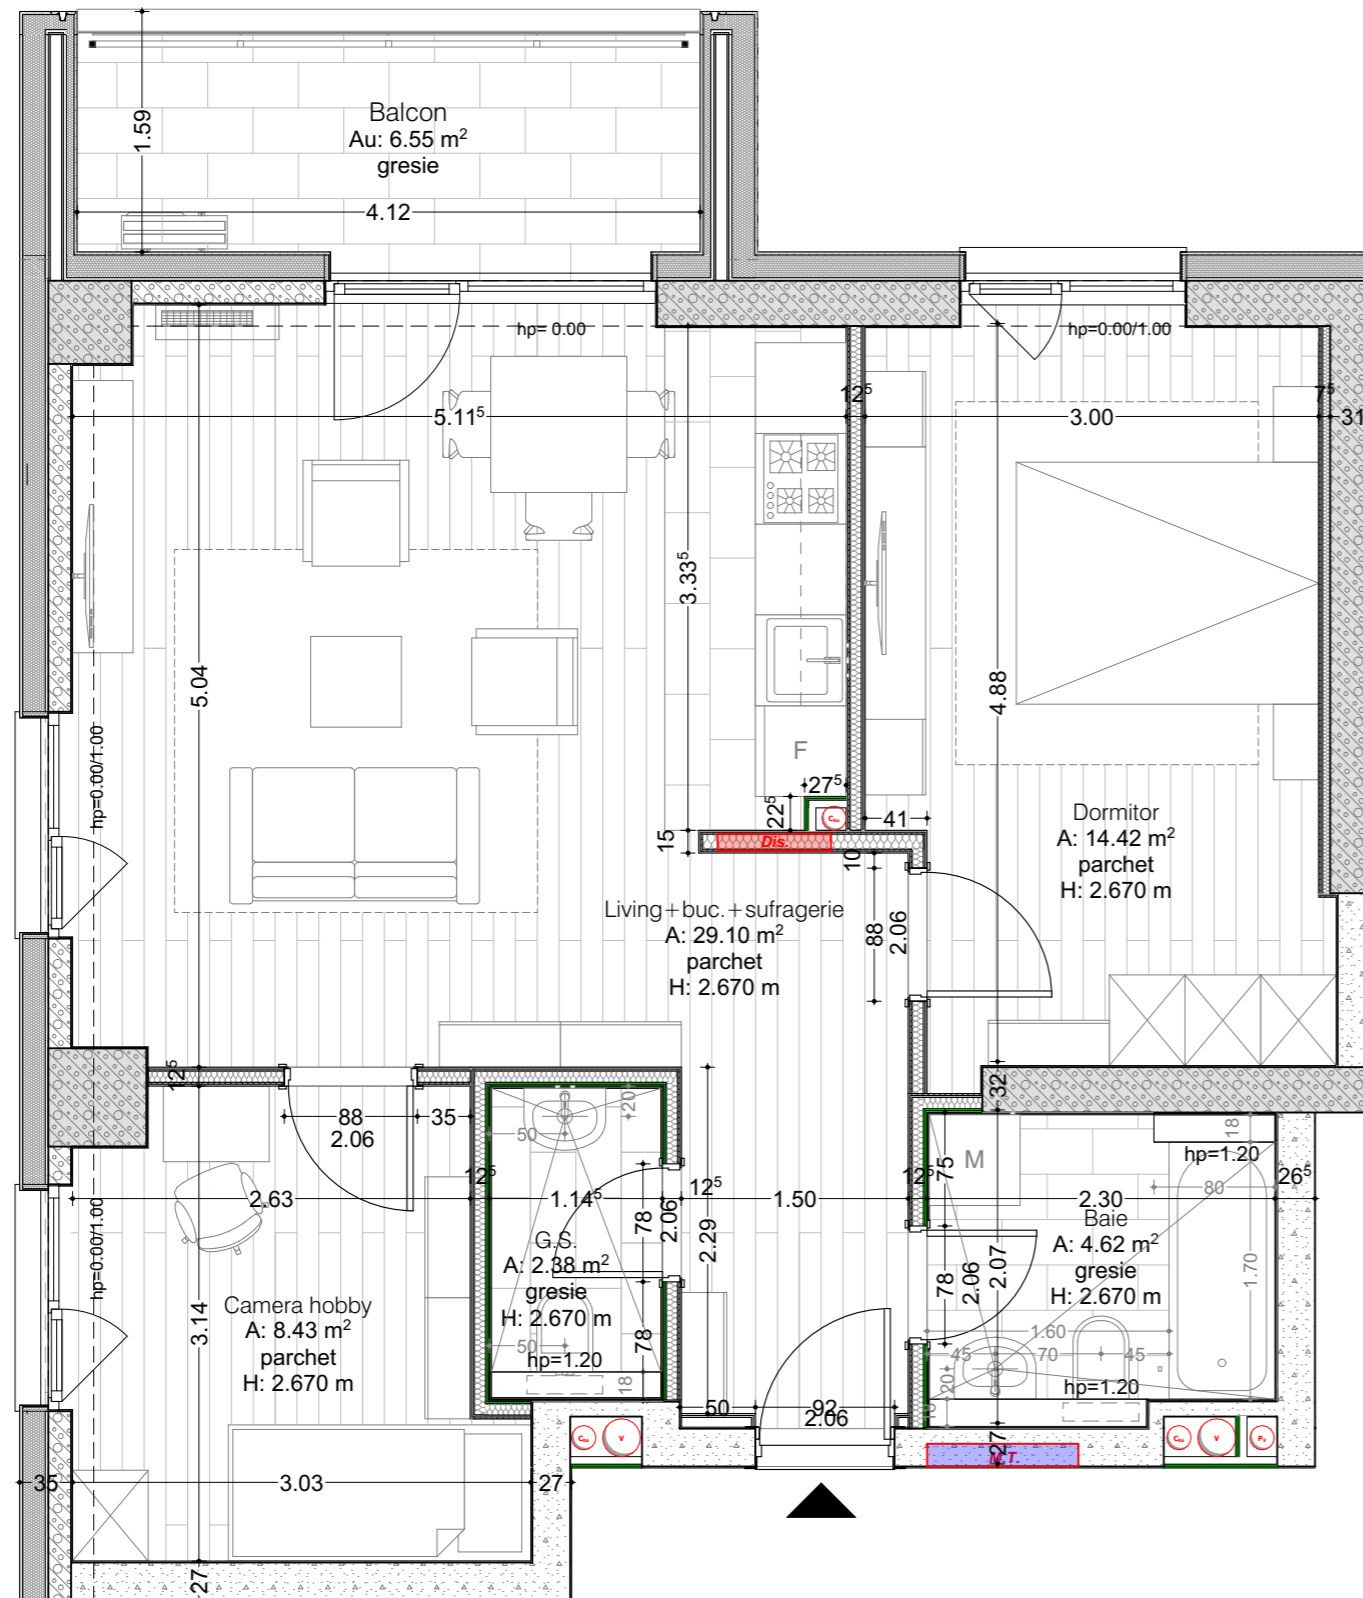 1.59
Balcon
Au: 6.55 m²
gresie
4.12
hp= 0.00
hp=0.00/1.00
5.11⁵
12⁵
3.00
7⁵
31
3.33⁵
5.04
4.88
hp=0.00/1.00
F
27⁵
22⁵
41
15
Dis.
10
Dormitor
A: 14.42 m²
parchet
H: 2.670 m
Living+buc.+sufragerie
A: 29.10 m²
parchet
H: 2.670 m
88
2.06
12⁵
88
2.06
35
20
50
32
18
hp=1.20
M
75
2.63
12⁵
1.14⁵
12⁵
1.50
12⁵
2.30
80
26⁵
hp=0.00/1.00
78
2.06
2.29
G.S.
A: 2.38 m²
gresie
H: 2.670 m
Baie
A: 4.62 m²
gresie
H: 2.670 m
78
2.06
2.07
1.70
Camera hobby
A: 8.43 m²
parchet
H: 2.670 m
3.14
50
hp=1.20
78
18
1.60
45
70
45
20
hp=1.20
50
92
2.06
V
V
M.T.
27
35
3.03
27
27